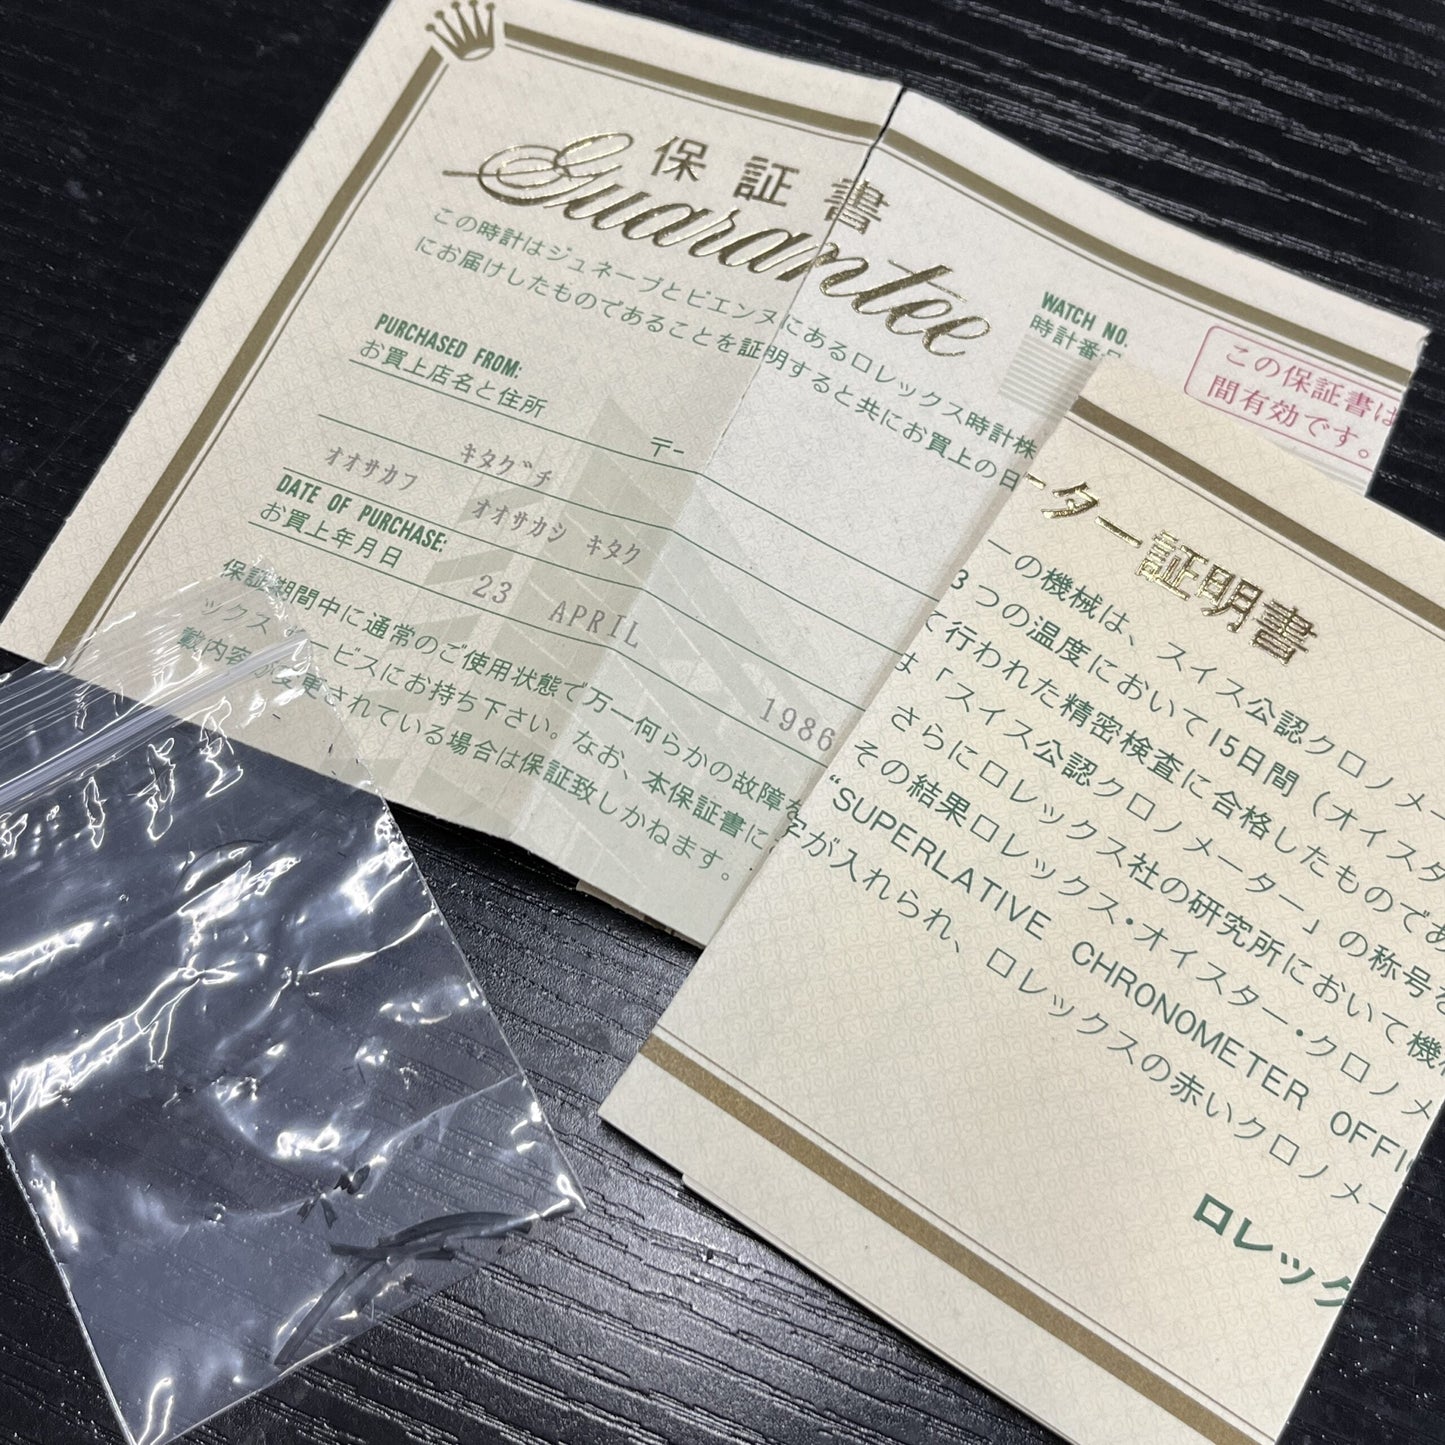 保証書
Guarantee
この時計はジュネーブとビエンヌにあるロレックス時計株
にお届けしたものであることを証明すると共にお買上の日
WATCH NO.
時計番
この保証書は
間有効です。
PURCHASED FROM:
お買上店名と住所
〒-
オオサカフ キタグチ
オオサカシ キタク
DATE OF PURCHASE:
お買上年月日
23 APRIL 1986
保証期間中に通常のご使用状態で万一何らかの故障を
ックスサービスにお持ち下さい。なお、本保証書に
載内容が変更されている場合は保証致しかねます。
ーター証明書
ーの機械は、スイス公認クロノメー
3つの温度において15日間（オイスタ
て行われた精密検査に合格したものであ
は「スイス公認クロノメーター」の称号を
さらにロレックス社の研究所において機
その結果ロレックス・オイスター・クロノメ
“SUPERLATIVE CHRONOMETER OFFI
字が入れられ、ロレックスの赤いクロノメー
ロレック